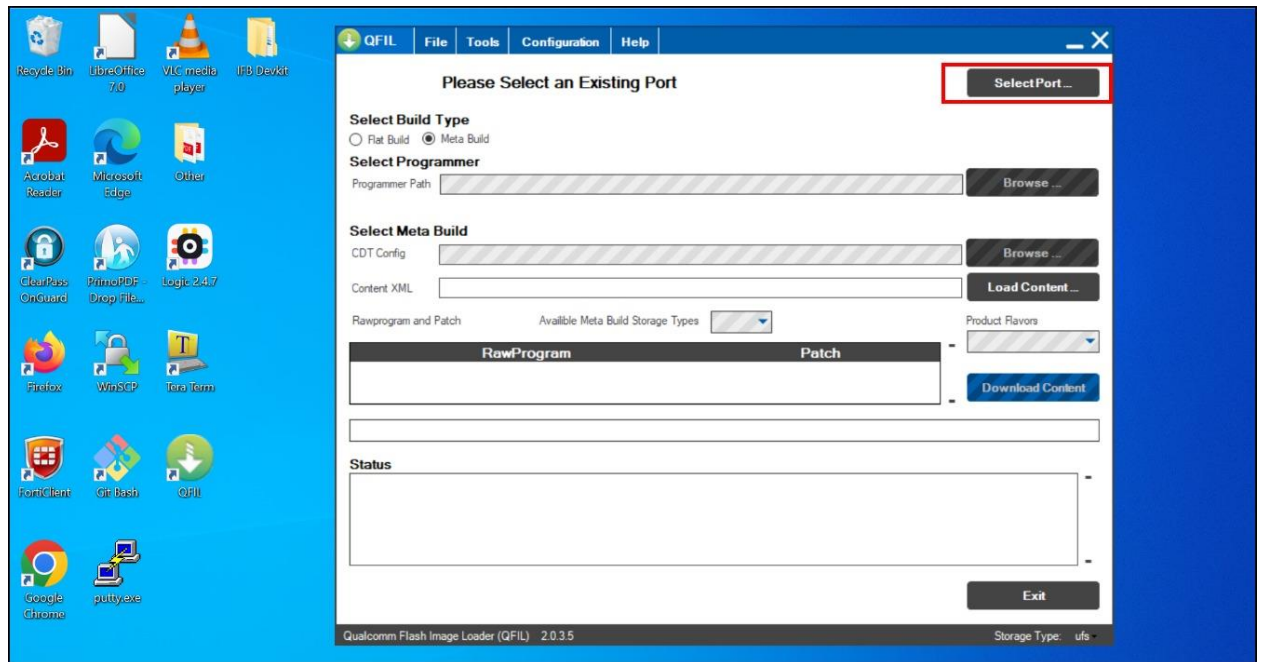 QFIL File Tools Configuration Help
Please Select an Existing Port
Select Port ...
Select Build Type
Flat Build Meta Build
Select Programmer
Programmer Path Browse ...
Select Meta Build
CDT Config Browse ...
Content XML Load Content ...
Rawprogram and Patch Availible Meta Build Storage Types Product Flavors
RawProgram Patch
Download Content
Status
Exit
Qualcomm Flash Image Loader (QFIL) 2.0.3.5 Storage Type: ufs
Recycle Bin
LibreOffice
7.0
VLC media
player
IFB Devkit
Acrobat
Reader
Microsoft
Edge
Other
ClearPass
OnGuard
PrimoPDF -
Drop File...
Logic 2.4.7
Firefox
WinSCP
Tera Term
FortiClient
Git Bash
QFIL
Google
Chrome
putty.exe